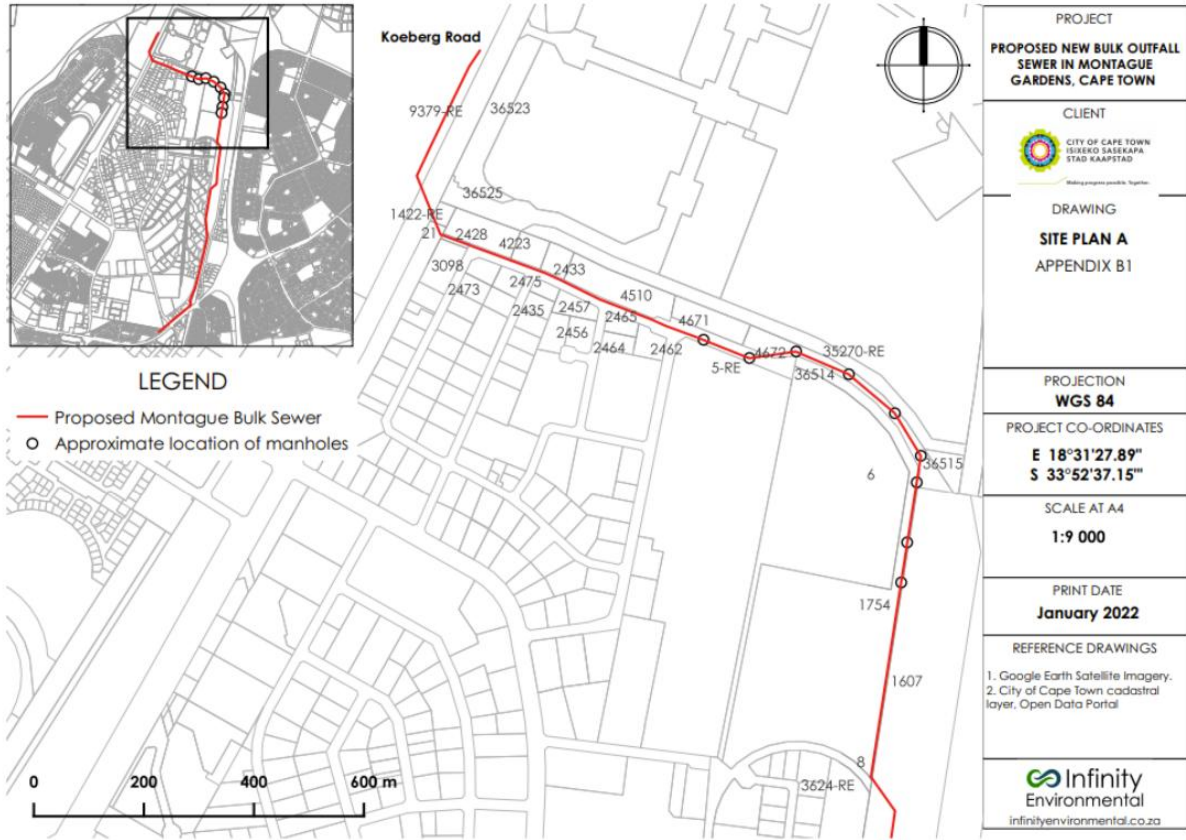 Koeberg Road
9379-RE
36523
36525
1422-RE
21
2428
4223
2433
3098
2473
2475
2435
2457
4510
2456
2465
4671
2464
2462
5-RE
4672
35270-RE
36514
36515
6
1754
1607
8
3624-RE
LEGEND
Proposed Montague Bulk Sewer
Approximate location of manholes
0 200 400 600 m
PROJECT
PROPOSED NEW BULK OUTFALL
SEWER IN MONTAGUE
GARDENS, CAPE TOWN
CLIENT
CITY OF CAPE TOWN
ISIXEKO SASEKAPA
STAD KAAPSTAD
Making progress possible. Together.
DRAWING
SITE PLAN A
APPENDIX B1
PROJECTION
WGS 84
PROJECT CO-ORDINATES
E 18°31'27.89"
S 33°52'37.15'"
SCALE AT A4
1:9 000
PRINT DATE
January 2022
REFERENCE DRAWINGS
1. Google Earth Satellite Imagery.
2. City of Cape Town cadastral
layer, Open Data Portal
Infinity
Environmental
infinityenvironmental.co.za